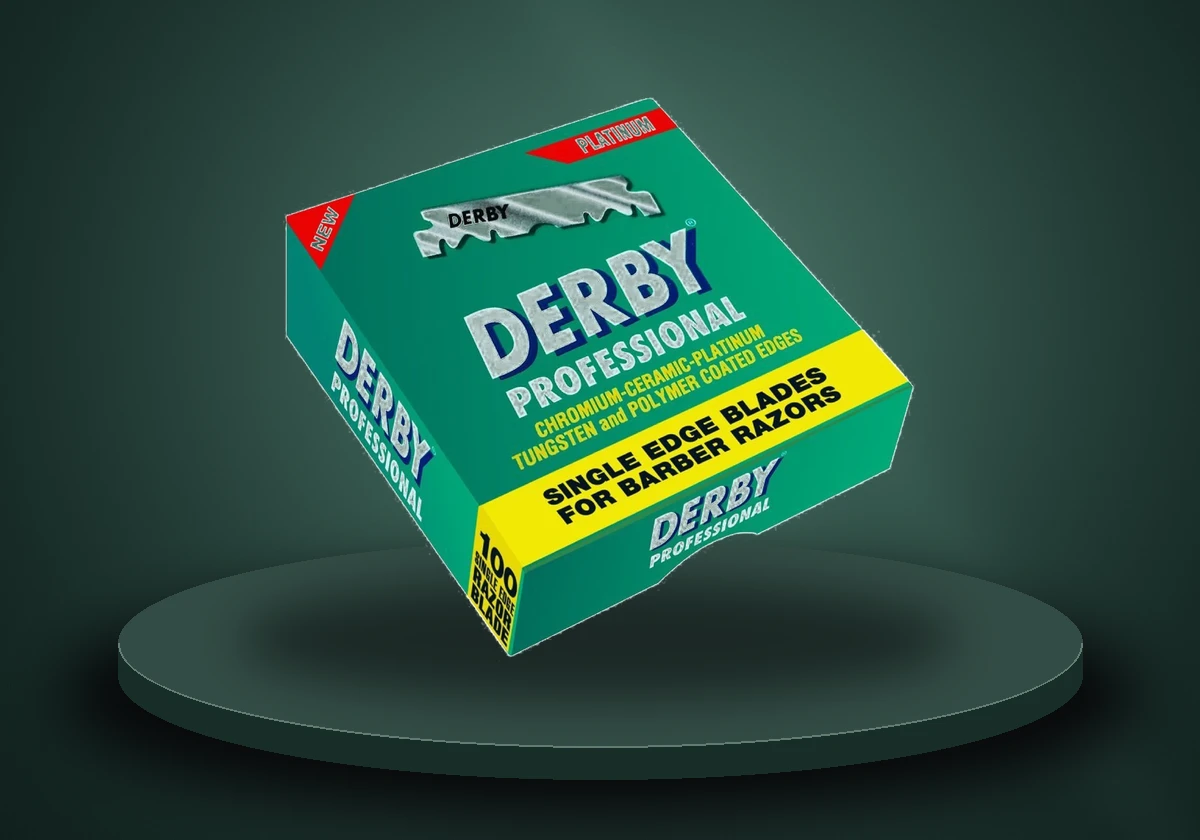 PLATINUM
NEW
DERBY
DERBY®
PROFESSIONAL
CHROMIUM-CERAMIC-PLATINUM
TUNGSTEN and POLYMER COATED EDGES
SINGLE EDGE BLADES
FOR BARBER RAZORS
DERBY
PROFESSIONAL
DERBY
PROFESSIONAL
100
SINGLE EDGE
RAZOR
BLADE